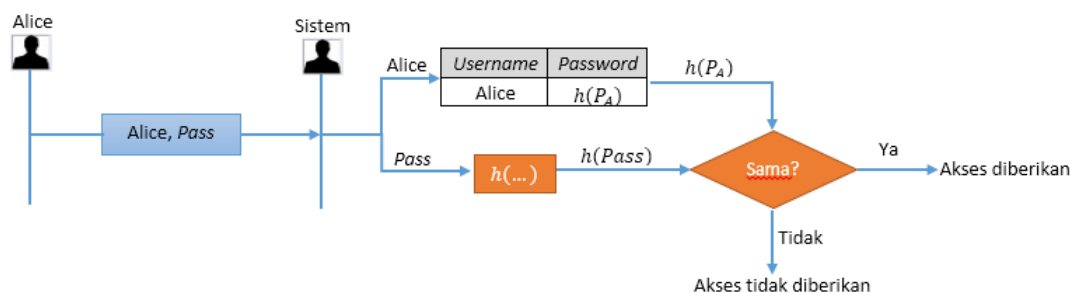 Alice
Sistem
Alice, Pass
Alice
Username Password
Alice h(P_A)
h(P_A)
Pass
h(...)
h(Pass)
Sama?
Ya
Akses diberikan
Tidak
Akses tidak diberikan